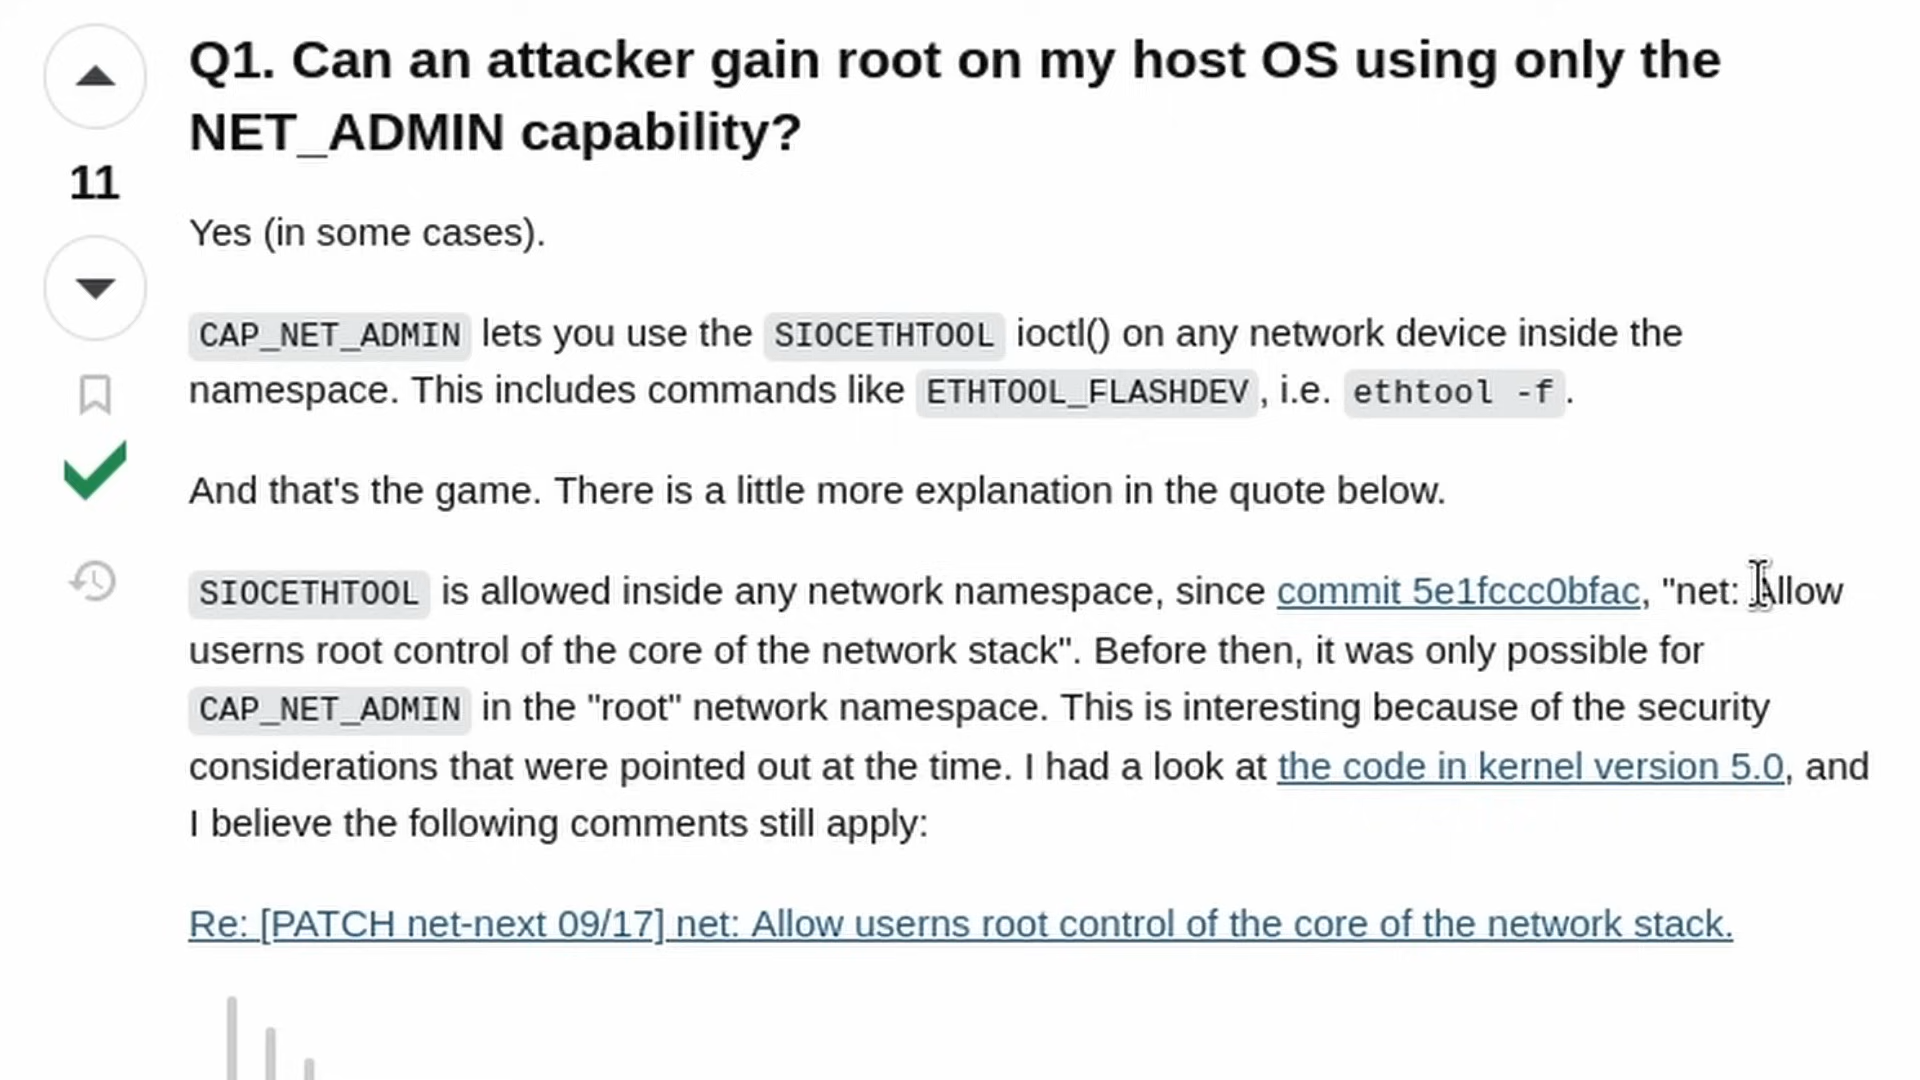 Q1. Can an attacker gain root on my host OS using only the
NET_ADMIN capability?
11
Yes (in some cases).
CAP_NET_ADMIN lets you use the SIOCETHTOOL ioctl() on any network device inside the
namespace. This includes commands like ETHTOOL_FLASHDEV, i.e. ethtool -f.
And that's the game. There is a little more explanation in the quote below.
SIOCETHTOOL is allowed inside any network namespace, since commit 5e1fccc0bfac, "net: Allow
userns root control of the core of the network stack". Before then, it was only possible for
CAP_NET_ADMIN in the "root" network namespace. This is interesting because of the security
considerations that were pointed out at the time. I had a look at the code in kernel version 5.0, and
I believe the following comments still apply:
Re: [PATCH net-next 09/17] net: Allow userns root control of the core of the network stack.